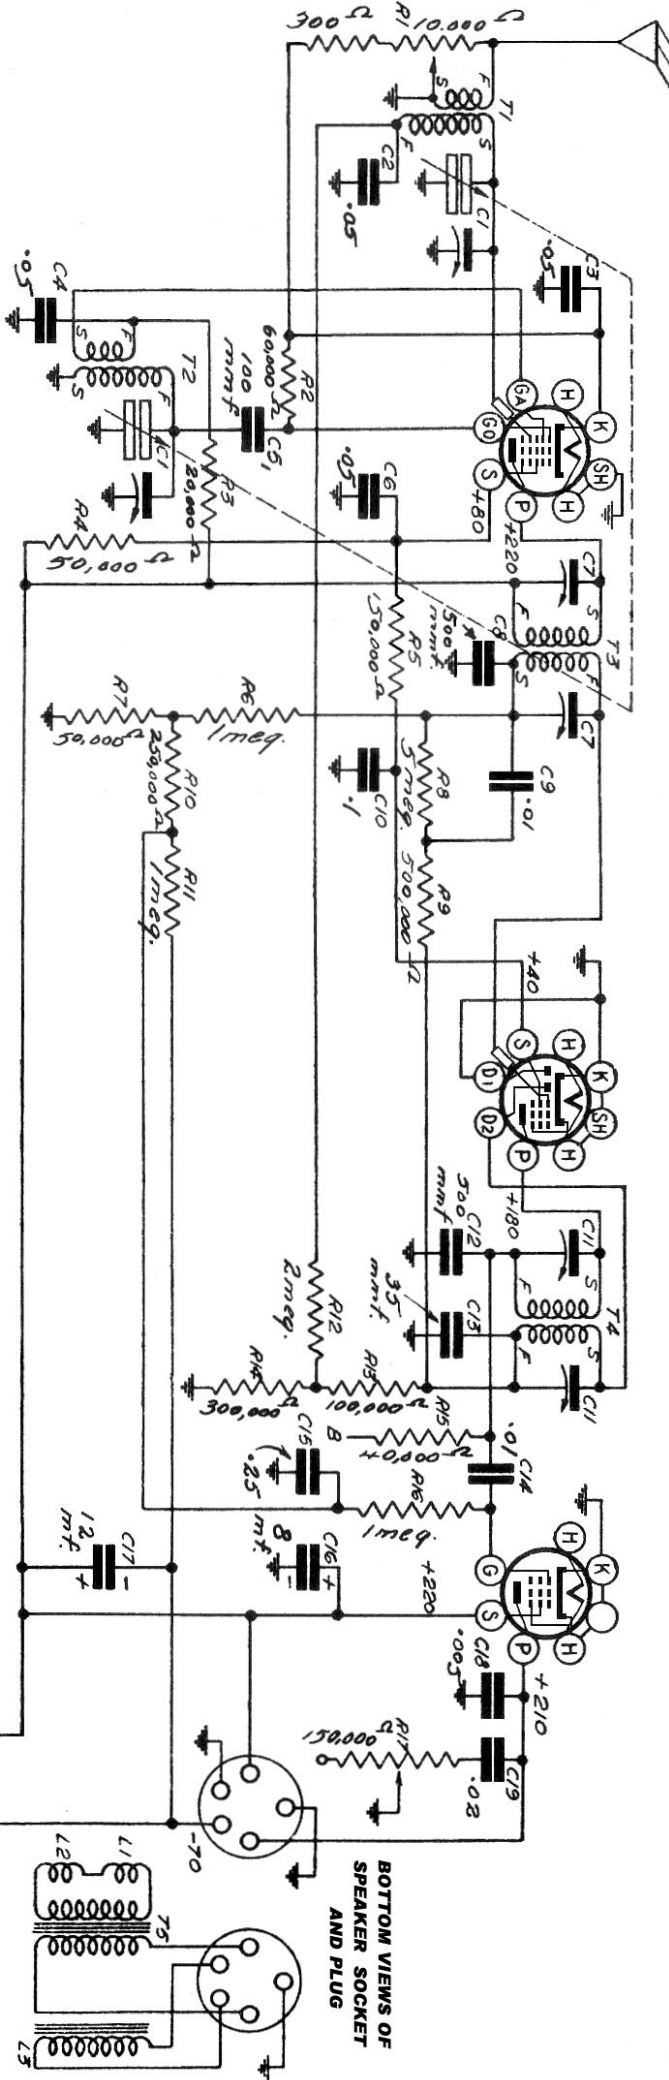 300 Ω
R1
10,000 Ω
F
S
T1
S
F
C2
.05
C1
C3
.05
C4
.05
S
F
T2
S
F
C1
100
mmf
C5
60,000 Ω
R2
R3
20,000 Ω
C6
.05
R4
50,000 Ω
GA
GO
H
K
SH
H
S
P
+80
+220
C7
F
S
T3
S
F
C8
500
mmf.
C7
R5
150,000 Ω
R6
1 meg.
R7
50,000 Ω
R8
5 meg.
C9
.01
C10
.1
R9
500,000 Ω
R10
250,000 Ω
R11
1 meg.
+40
S
H
K
D1
D2
SH
P
H
+180
C11
F
S
T4
F
S
C11
C12
500
mmf
C13
35
mmf.
R12
2 meg.
R13
100,000 Ω
R14
300,000 Ω
R15
B
C14
.01
C15
.25
R16
1 meg.
C16
8
mf.
+
-
C17
12
mf.
-
+
H
K
G
S
H
P
+220
+210
C18
.005
C19
.02
R17
150,000 Ω
-70
BOTTOM VIEWS OF
SPEAKER SOCKET
AND PLUG
L1
L2
T5
L3